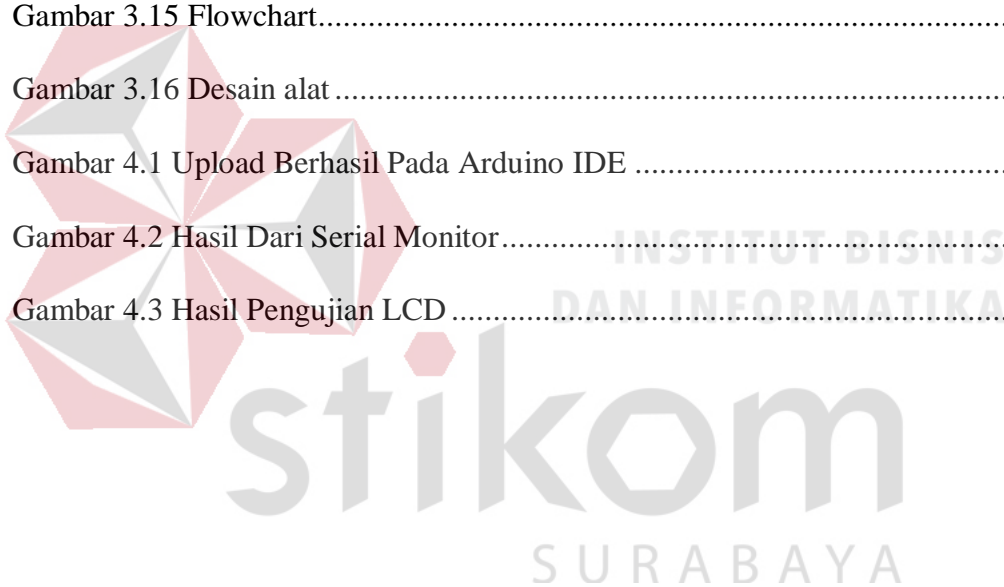 Gambar 3.15 Flowchart..........................................................................................
Gambar 3.16 Desain alat.......................................................................................
Gambar 4.1 Upload Berhasil Pada Arduino IDE ................................................
Gambar 4.2 Hasil Dari Serial Monitor..................................................................
Gambar 4.3 Hasil Pengujian LCD ........................................................................
INSTITUT BISNIS
DAN INFORMATIKA
stikom
SURABAYA